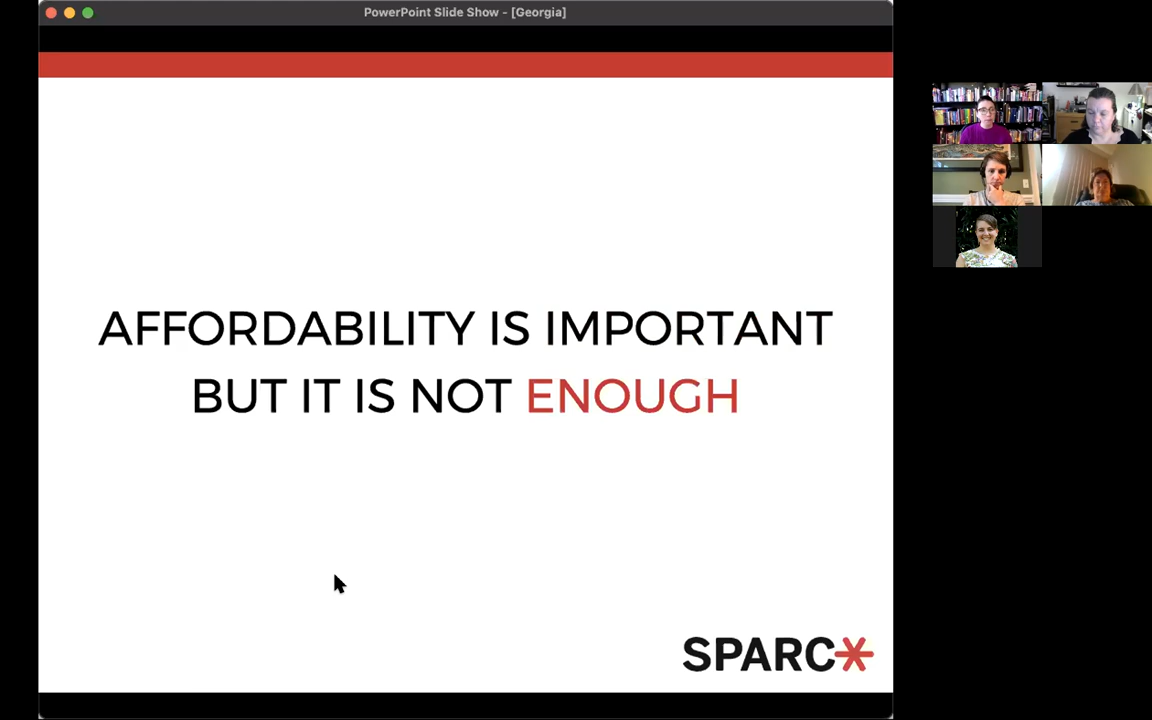 PowerPoint Slide Show - [Georgia]
AFFORDABILITY IS IMPORTANT
BUT IT IS NOT ENOUGH
SPARC